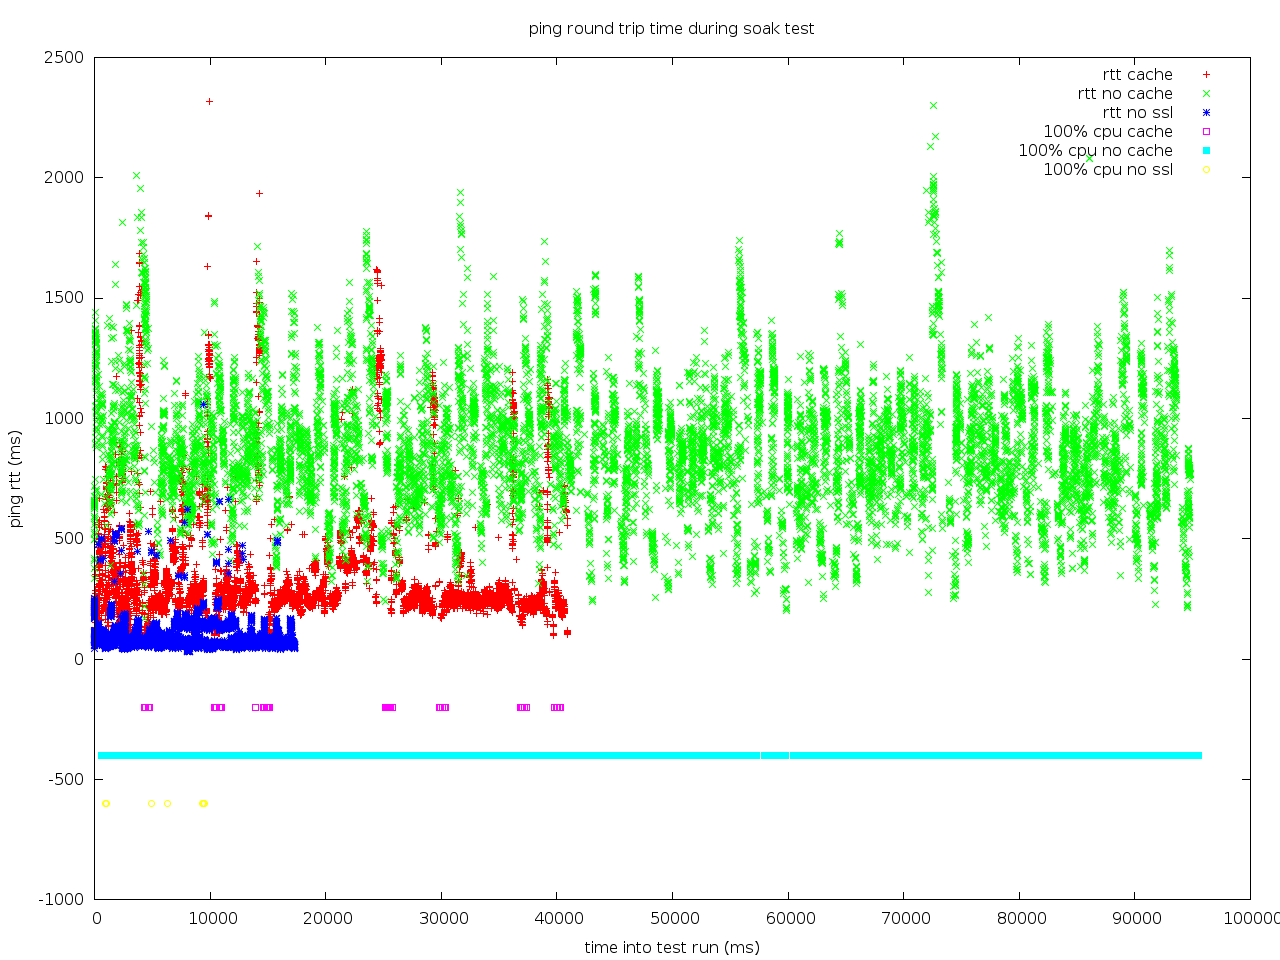 ping round trip time during soak test
2500
2000
1500
1000
500
0
-500
-1000
ping rtt (ms)
rtt cache
rtt no cache
rtt no ssl
100% cpu cache
100% cpu no cache
100% cpu no ssl
0 10000 20000 30000 40000 50000 60000 70000 80000 90000 100000
time into test run (ms)